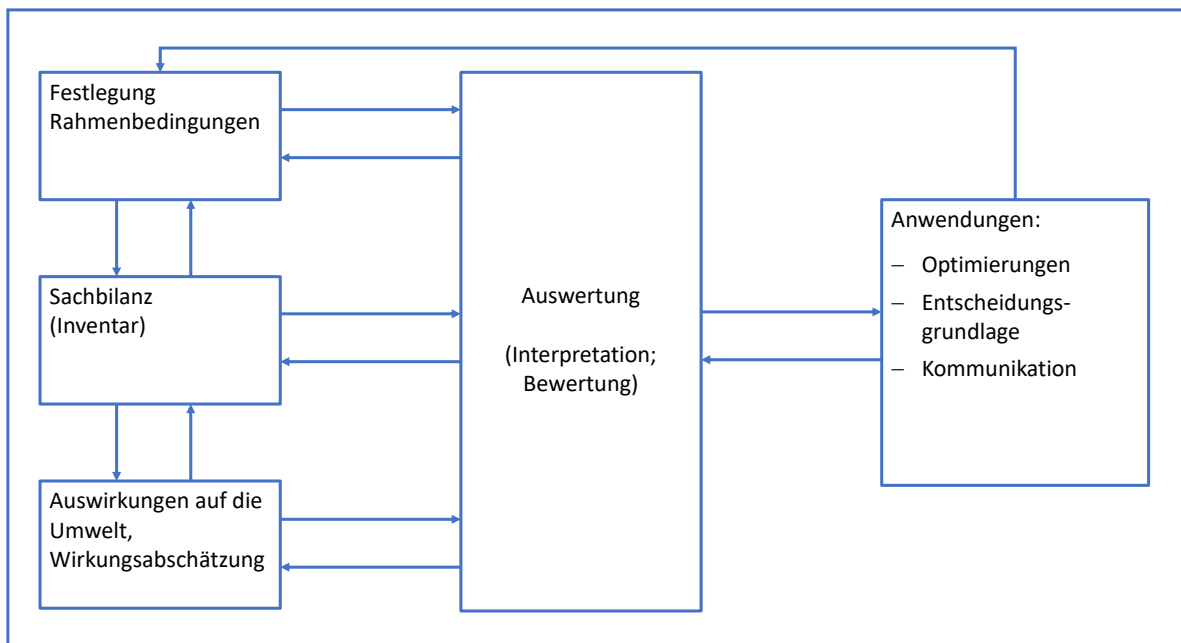 Festlegung
Rahmenbedingungen
Sachbilanz
(Inventar)
Auswirkungen auf die
Umwelt,
Wirkungsabschätzung
Auswertung
(Interpretation;
Bewertung)
Anwendungen:
– Optimierungen
– Entscheidungs-
grundlage
– Kommunikation